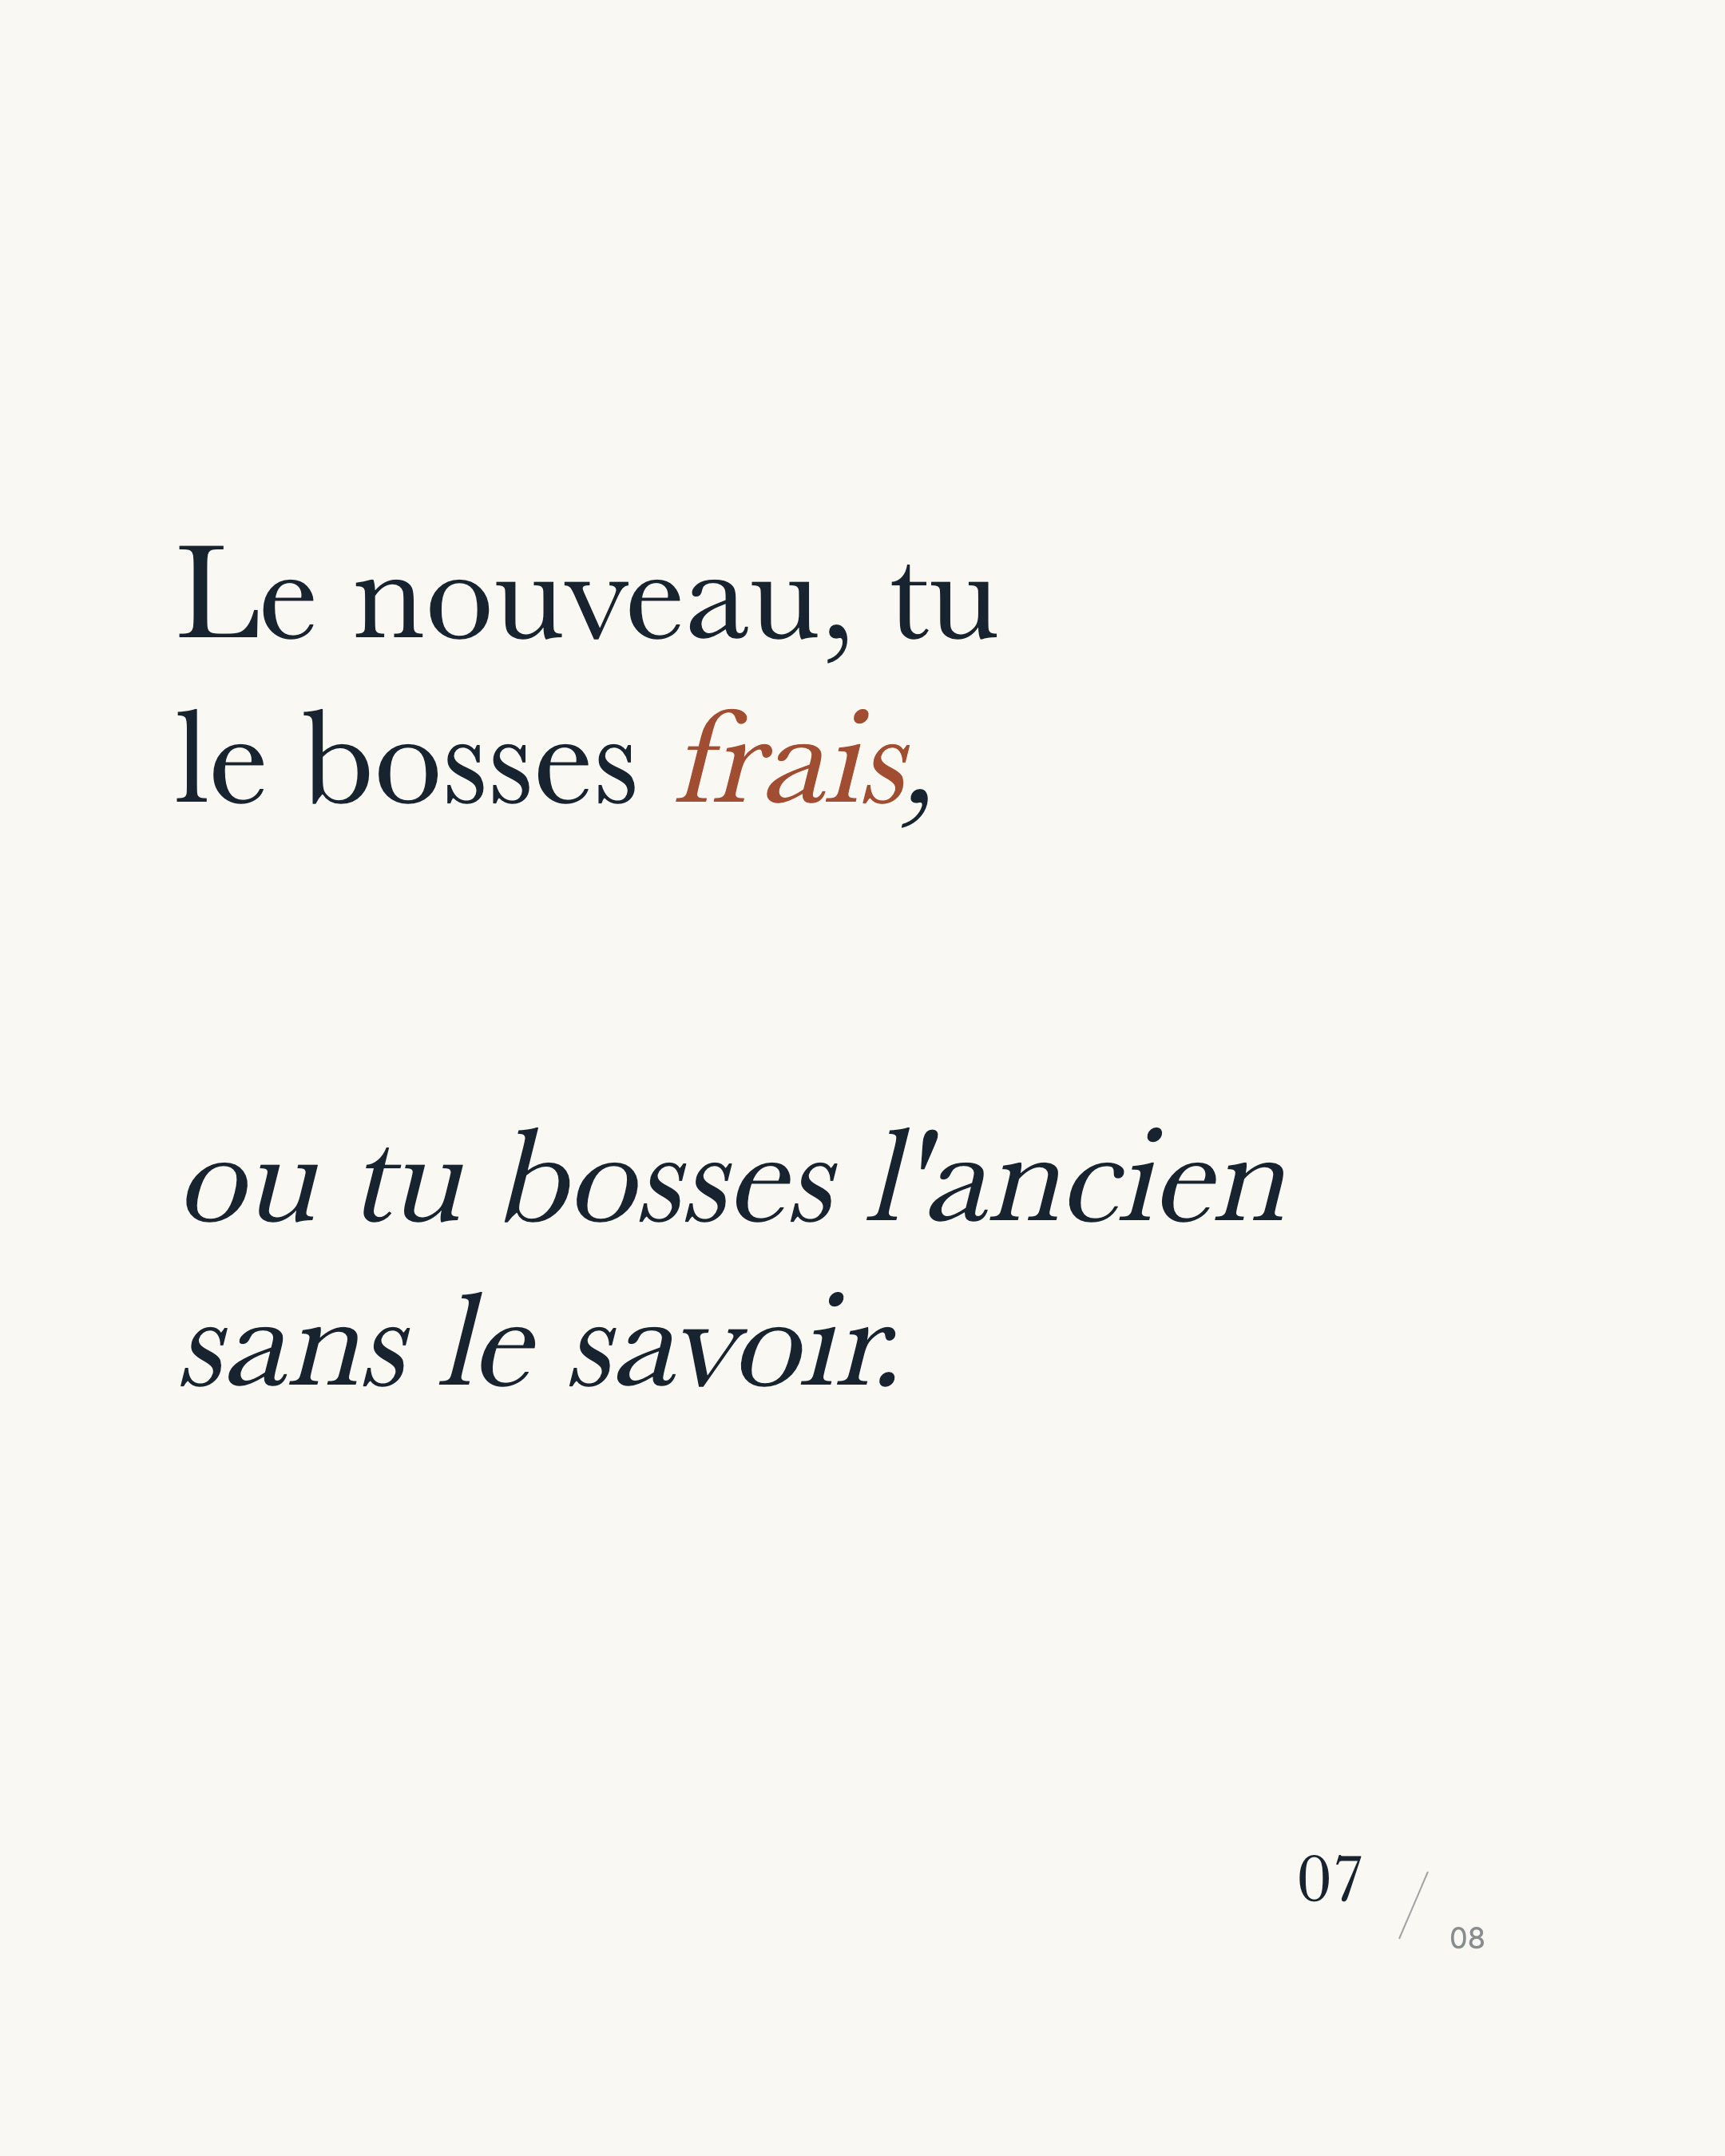 Le nouveau, tu
le bosses frais,
ou tu bosses l'ancien
sans le savoir.
07 / 08